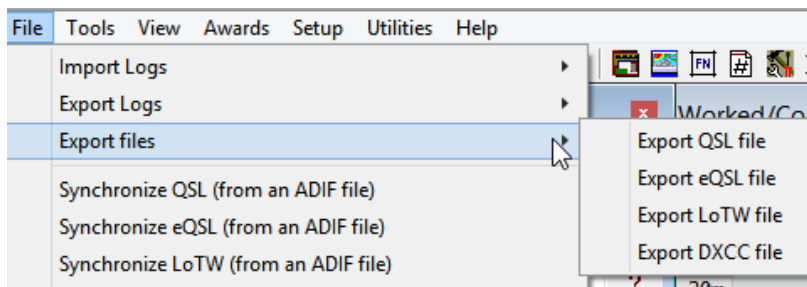 File Tools View Awards Setup Utilities Help
Import Logs
Export Logs
Export files
Synchronize QSL (from an ADIF file)
Synchronize eQSL (from an ADIF file)
Synchronize LoTW (from an ADIF file)
FN
#
x
Export QSL file
Export eQSL file
Export LoTW file
Export DXCC file
?